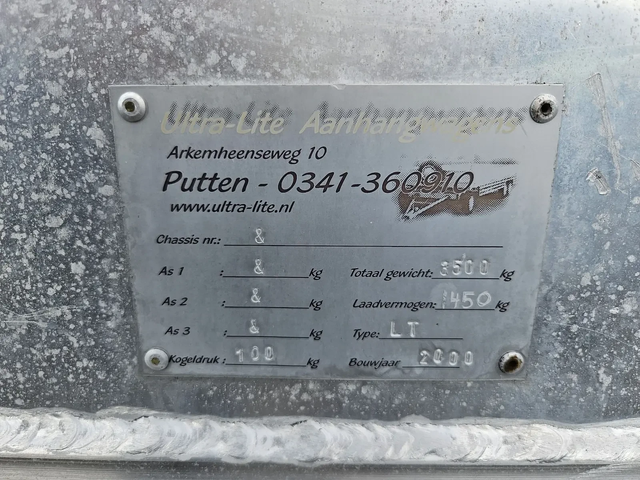 Ultra-Lite Aanhangwagens
Arkemheenseweg 10
Putten - 0341-360910
www.ultra-lite.nl
Chassis nr.: &
As 1 : & kg Totaal gewicht: 3500 kg
As 2 : & kg Laadvermogen: 1450 kg
As 3 : & kg Type: LT
Kogeldruk : 100 kg Bouwjaar 2000